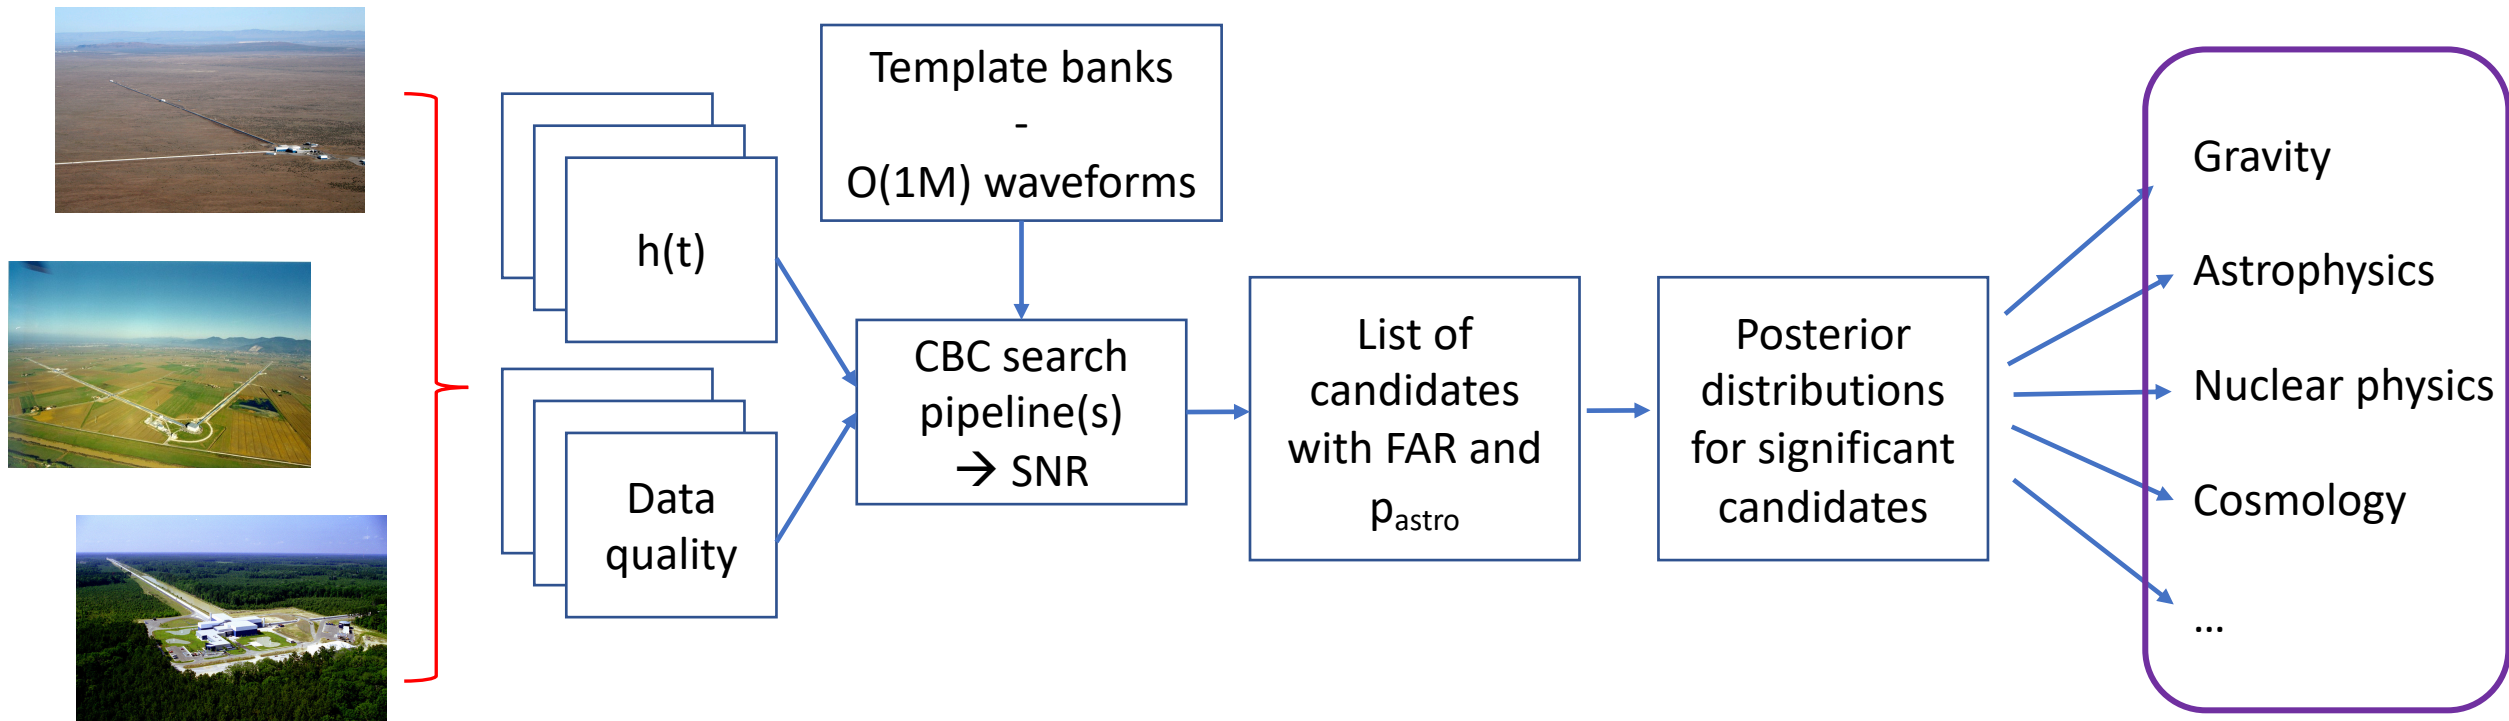 Template banks
-
O(1M) waveforms
h(t)
Data
quality
CBC search
pipeline(s)
→ SNR
List of
candidates
with FAR and
pastro
Posterior
distributions
for significant
candidates
Gravity
Astrophysics
Nuclear physics
Cosmology
...